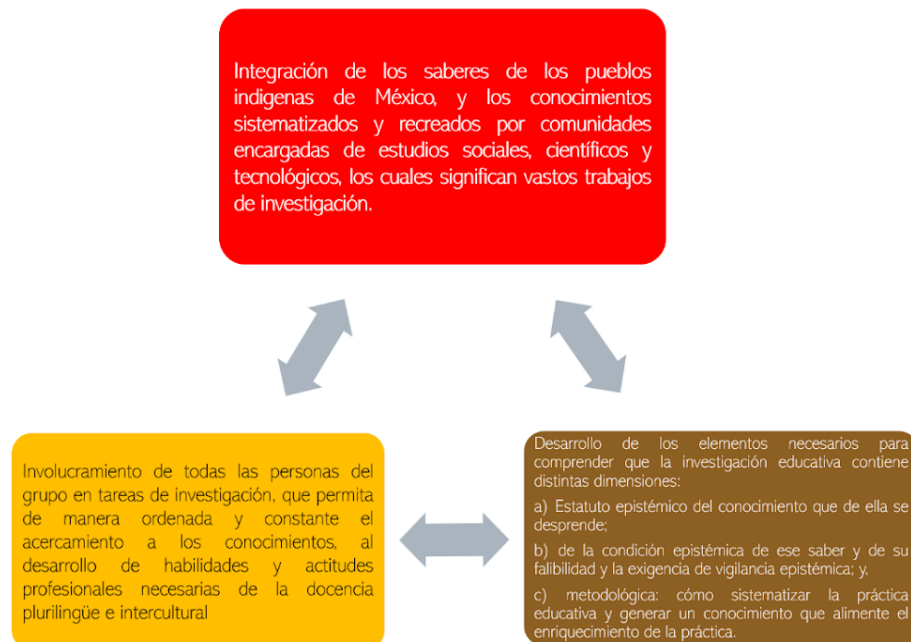 Integración de los saberes de los pueblos
indigenas de México, y los conocimientos
sistematizados y recreados por comunidades
encargadas de estudios sociales, científicos y
tecnológicos, los cuales significan vastos trabajos
de investigación.
Involucramiento de todas las personas del
grupo en tareas de investigación, que permita
de manera ordenada y constante el
acercamiento a los conocimientos, al
desarrollo de habilidades y actitudes
profesionales necesarias de la docencia
plurilingüe e intercultural
Desarrollo de los elementos necesarios para
comprender que la investigación educativa contiene
distintas dimensiones:
a) Estatuto epistémico del conocimiento que de ella se
desprende;
b) de la condición epistémica de ese saber y de su
falibilidad y la exigencia de vigilancia epistémica; y,
c) metodológica: cómo sistematizar la práctica
educativa y generar un conocimiento que alimente el
enriquecimiento de la práctica.